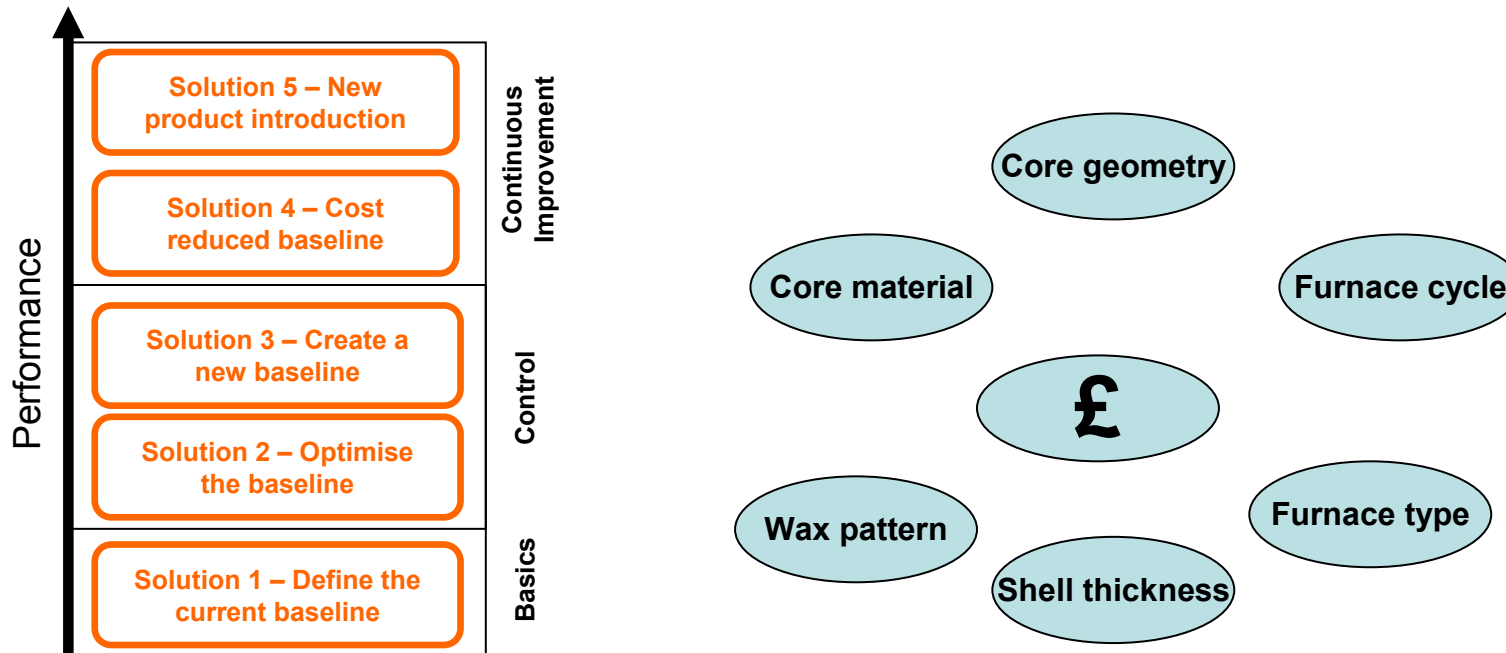 Performance
Solution 5 – New
product introduction
Solution 4 – Cost
reduced baseline
Continuous
Improvement
Solution 3 – Create a
new baseline
Solution 2 – Optimise
the baseline
Control
Solution 1 – Define the
current baseline
Basics
Core geometry
Core material
Furnace cycle
£
Wax pattern
Furnace type
Shell thickness